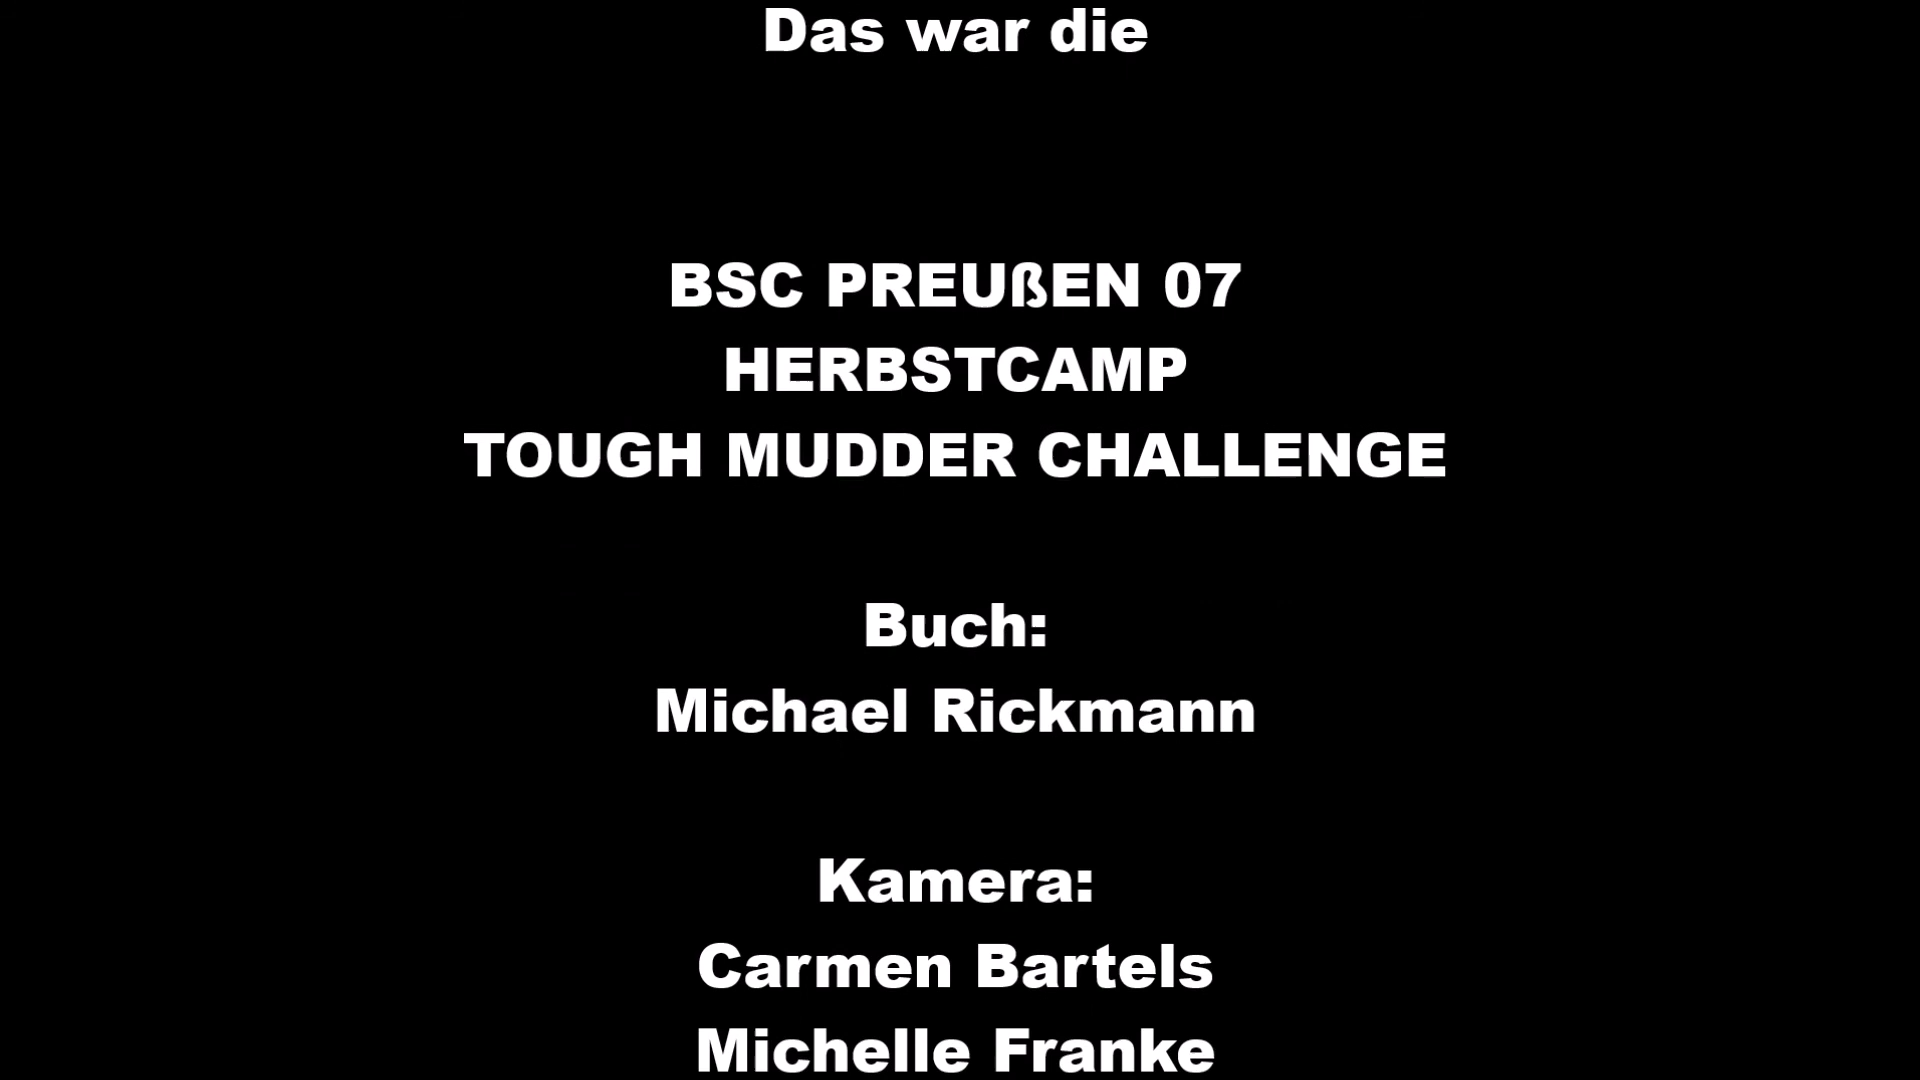 Das war die
BSC PREUßEN 07
HERBSTCAMP
TOUGH MUDDER CHALLENGE
Buch:
Michael Rickmann
Kamera:
Carmen Bartels
Michelle Franke